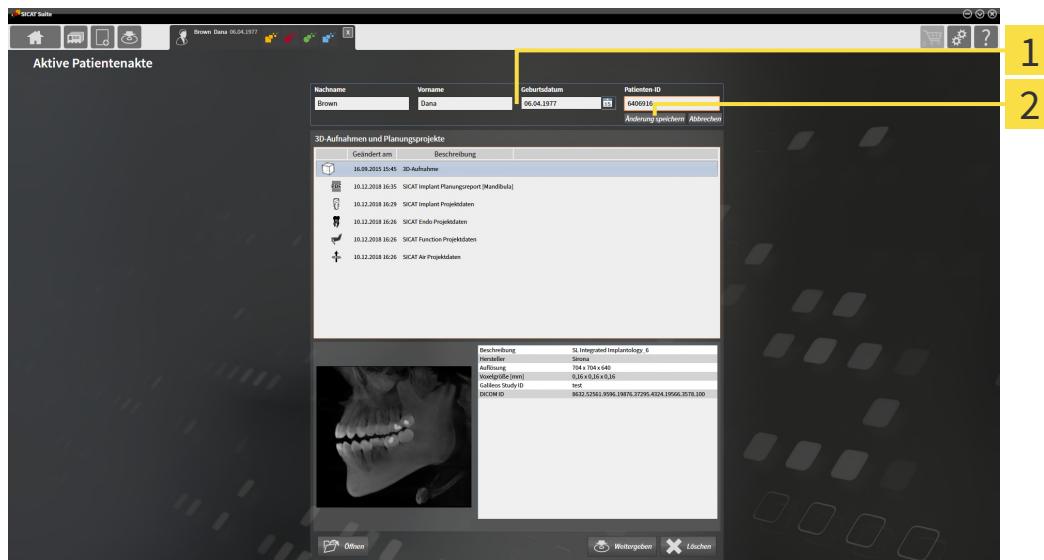 SICAT Suite
Brown Dana 06.04.1977
X
?
1
Aktive Patientenakte
Nachname Vorname Geburtsdatum Patienten-ID
Brown Dana 06.04.1977 15 6406916
2
Änderung speichern Abbrechen
3D-Aufnahmen und Planungsprojekte
Geändert am Beschreibung
16.09.2015 15:45 3D-Aufnahme
10.12.2018 16:35 SICAT Implant Planungsreport [Mandibula]
10.12.2018 16:29 SICAT Implant Projektdaten
10.12.2018 16:26 SICAT Endo Projektdaten
10.12.2018 16:26 SICAT Function Projektdaten
10.12.2018 16:26 SICAT Air Projektdaten
Beschreibung SL Integrated Implantology_6
Hersteller Sirona
Auflösung 704 x 704 x 640
Voxelgröße [mm] 0,16 x 0,16 x 0,16
Galileos Study ID test
DICOM ID 8632.52561.9596.19876.37295.4324.19566.3578.100
Öffnen Weitergeben Löschen